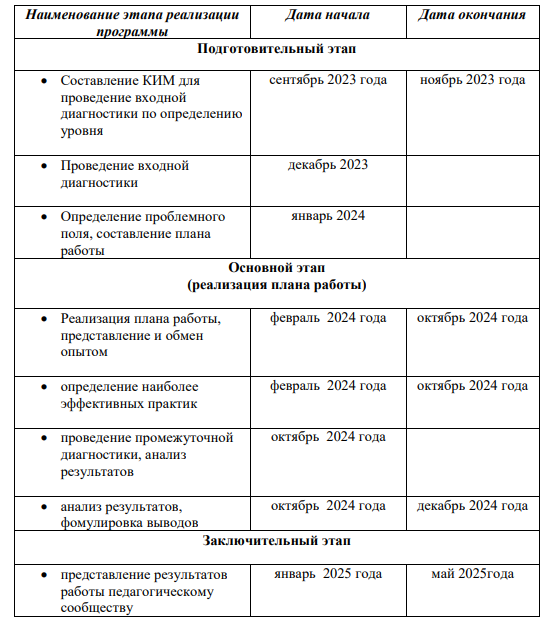 Наименование этапа реализации Дата начала Дата окончания
программы
Подготовительный этап
• Составление КИМ для сентябрь 2023 года ноябрь 2023 года
проведение входной
диагностики по определению
уровня
• Проведение входной декабрь 2023
диагностики
• Определение проблемного январь 2024
поля, составление плана
работы
Основной этап
(реализация плана работы)
• Реализация плана работы, февраль 2024 года октябрь 2024 года
представление и обмен
опытом
• определение наиболее февраль 2024 года октябрь 2024 года
эффективных практик
• проведение промежуточной октябрь 2024 года
диагностики, анализ
результатов
• анализ результатов, октябрь 2024 года декабрь 2024 года
фомулировка выводов
Заключительный этап
• представление результатов январь 2025 года май 2025года
работы педагогическому
сообществу